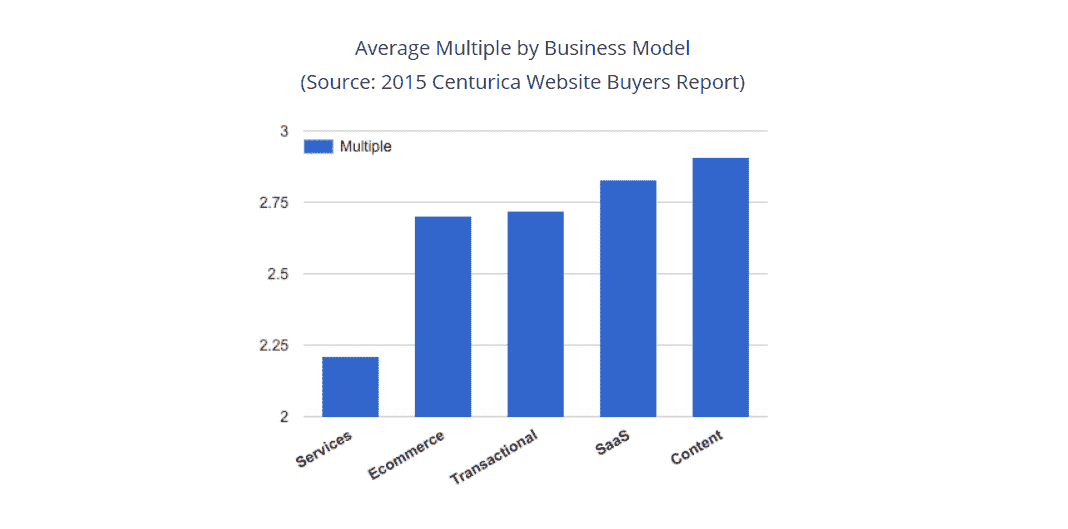 Average Multiple by Business Model
(Source: 2015 Centurica Website Buyers Report)
3
Multiple
2.75
2.5
2.25
2
Services
Ecommerce
Transactional
SaaS
Content